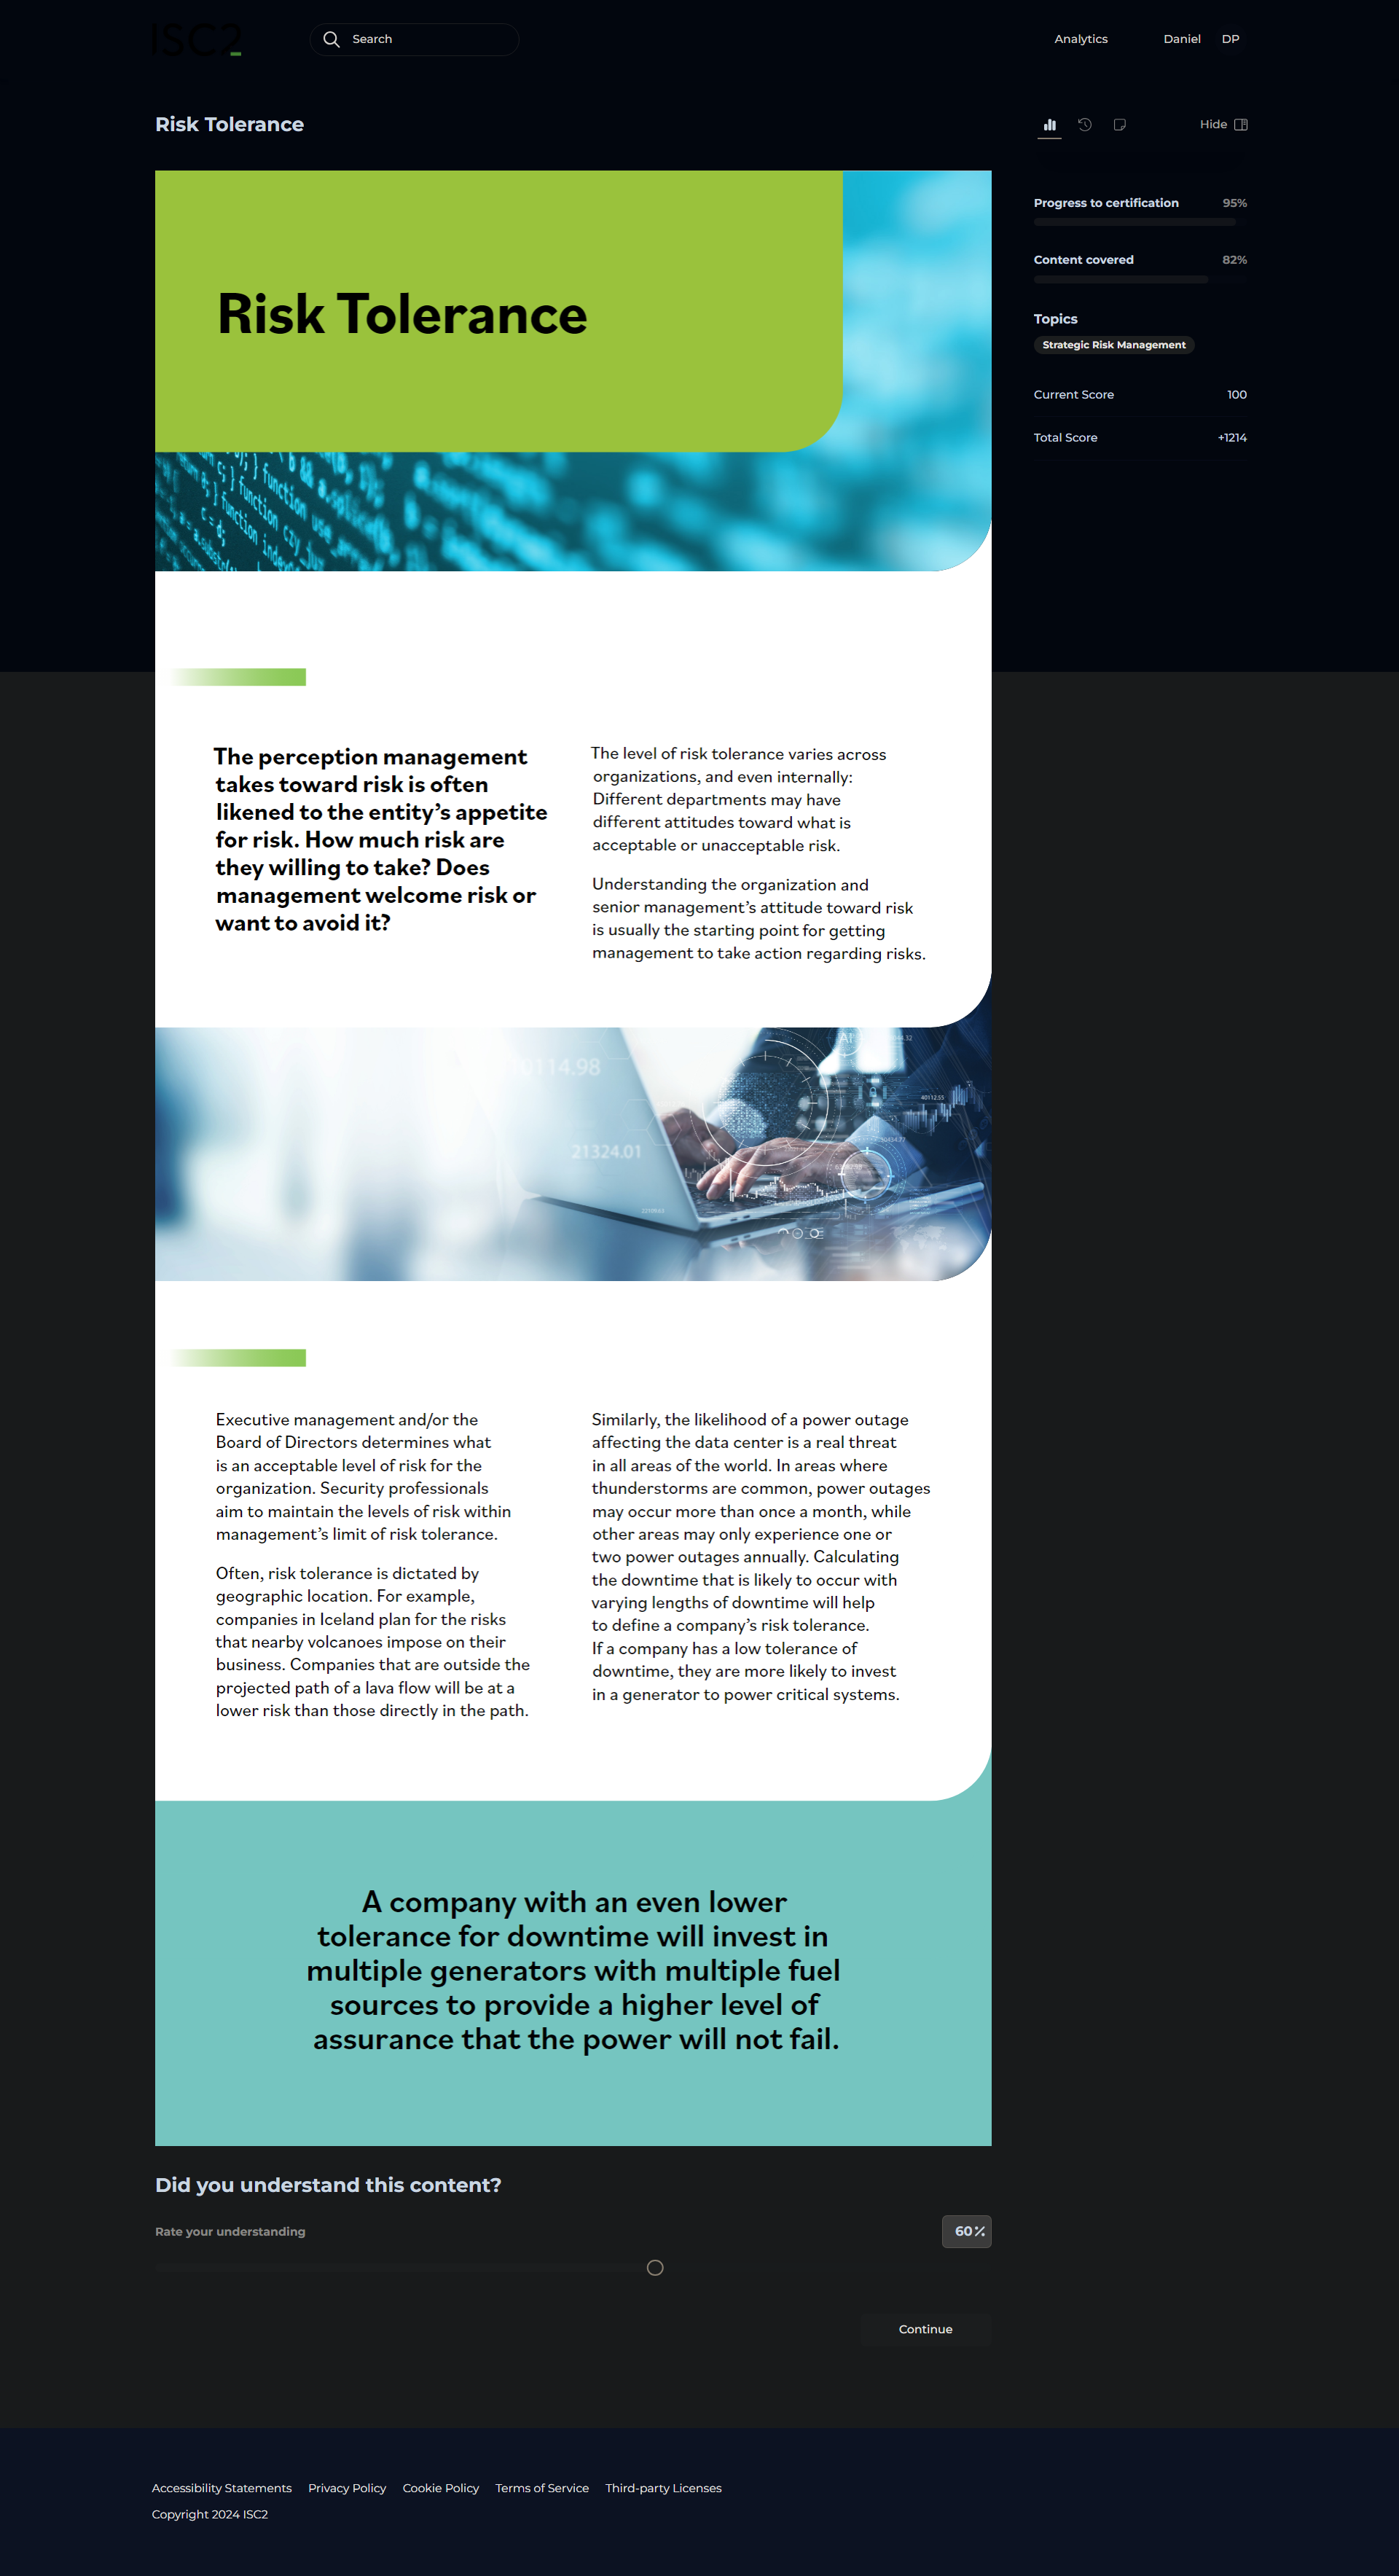 ISC2
Search
Analytics
Daniel
DP
Risk Tolerance
Hide
Progress to certification 95%
Content covered 82%
Topics
Strategic Risk Management
Current Score 100
Total Score +1214
Risk Tolerance
The perception management
takes toward risk is often
likened to the entity’s appetite
for risk. How much risk are
they willing to take? Does
management welcome risk or
want to avoid it?
The level of risk tolerance varies across
organizations, and even internally:
Different departments may have
different attitudes toward what is
acceptable or unacceptable risk.
Understanding the organization and
senior management’s attitude toward risk
is usually the starting point for getting
management to take action regarding risks.
AI
21324.01
40112.55
Executive management and/or the
Board of Directors determines what
is an acceptable level of risk for the
organization. Security professionals
aim to maintain the levels of risk within
management’s limit of risk tolerance.
Often, risk tolerance is dictated by
geographic location. For example,
companies in Iceland plan for the risks
that nearby volcanoes impose on their
business. Companies that are outside the
projected path of a lava flow will be at a
lower risk than those directly in the path.
Similarly, the likelihood of a power outage
affecting the data center is a real threat
in all areas of the world. In areas where
thunderstorms are common, power outages
may occur more than once a month, while
other areas may only experience one or
two power outages annually. Calculating
the downtime that is likely to occur with
varying lengths of downtime will help
to define a company’s risk tolerance.
If a company has a low tolerance of
downtime, they are more likely to invest
in a generator to power critical systems.
A company with an even lower
tolerance for downtime will invest in
multiple generators with multiple fuel
sources to provide a higher level of
assurance that the power will not fail.
Did you understand this content?
Rate your understanding
60%
Continue
Accessibility Statements
Privacy Policy
Cookie Policy
Terms of Service
Third-party Licenses
Copyright 2024 ISC2